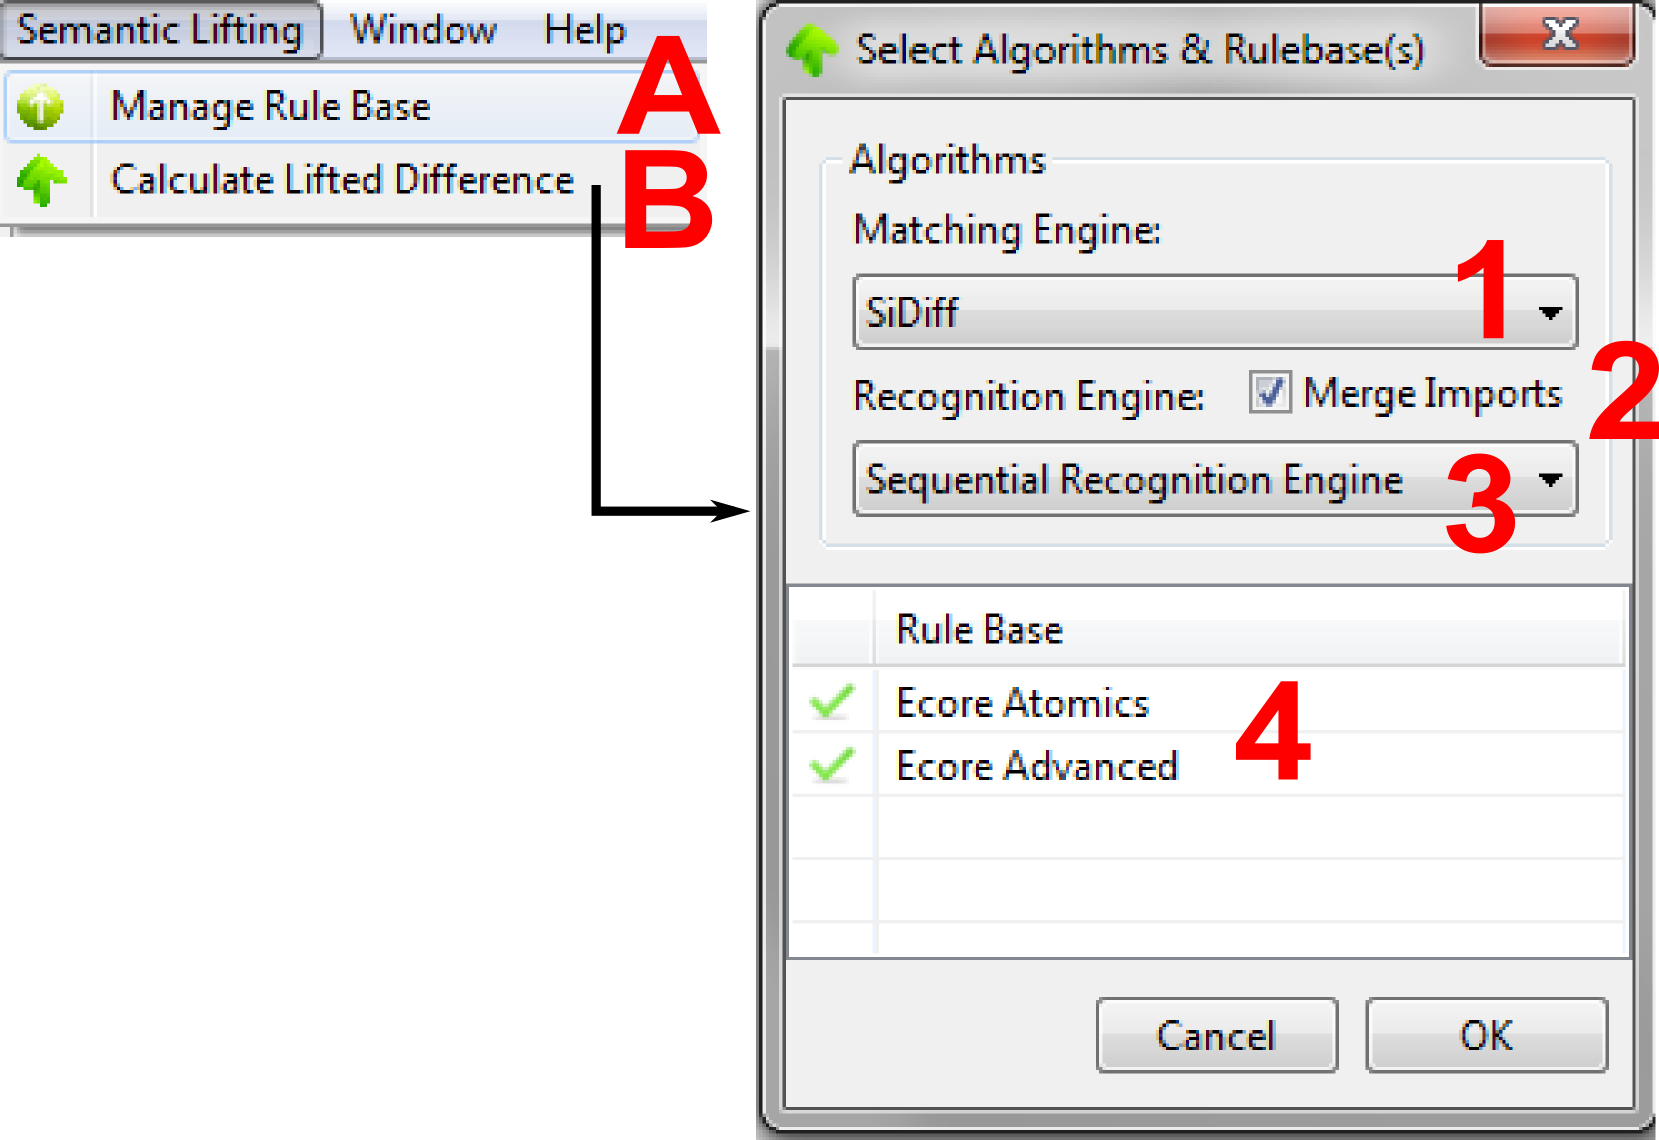 Semantic Lifting Window Help
Manage Rule Base A
Calculate Lifted Difference B
Select Algorithms & Rulebase(s)
Algorithms
Matching Engine:
SiDiff 1
Recognition Engine: Merge Imports 2
Sequential Recognition Engine 3
Rule Base
Ecore Atomics
Ecore Advanced 4
Cancel OK